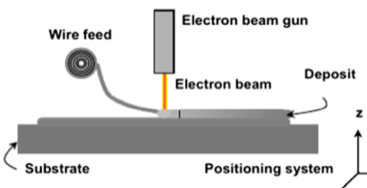 Electron beam gun
Wire feed
Electron beam
Deposit
z
Substrate
Positioning system